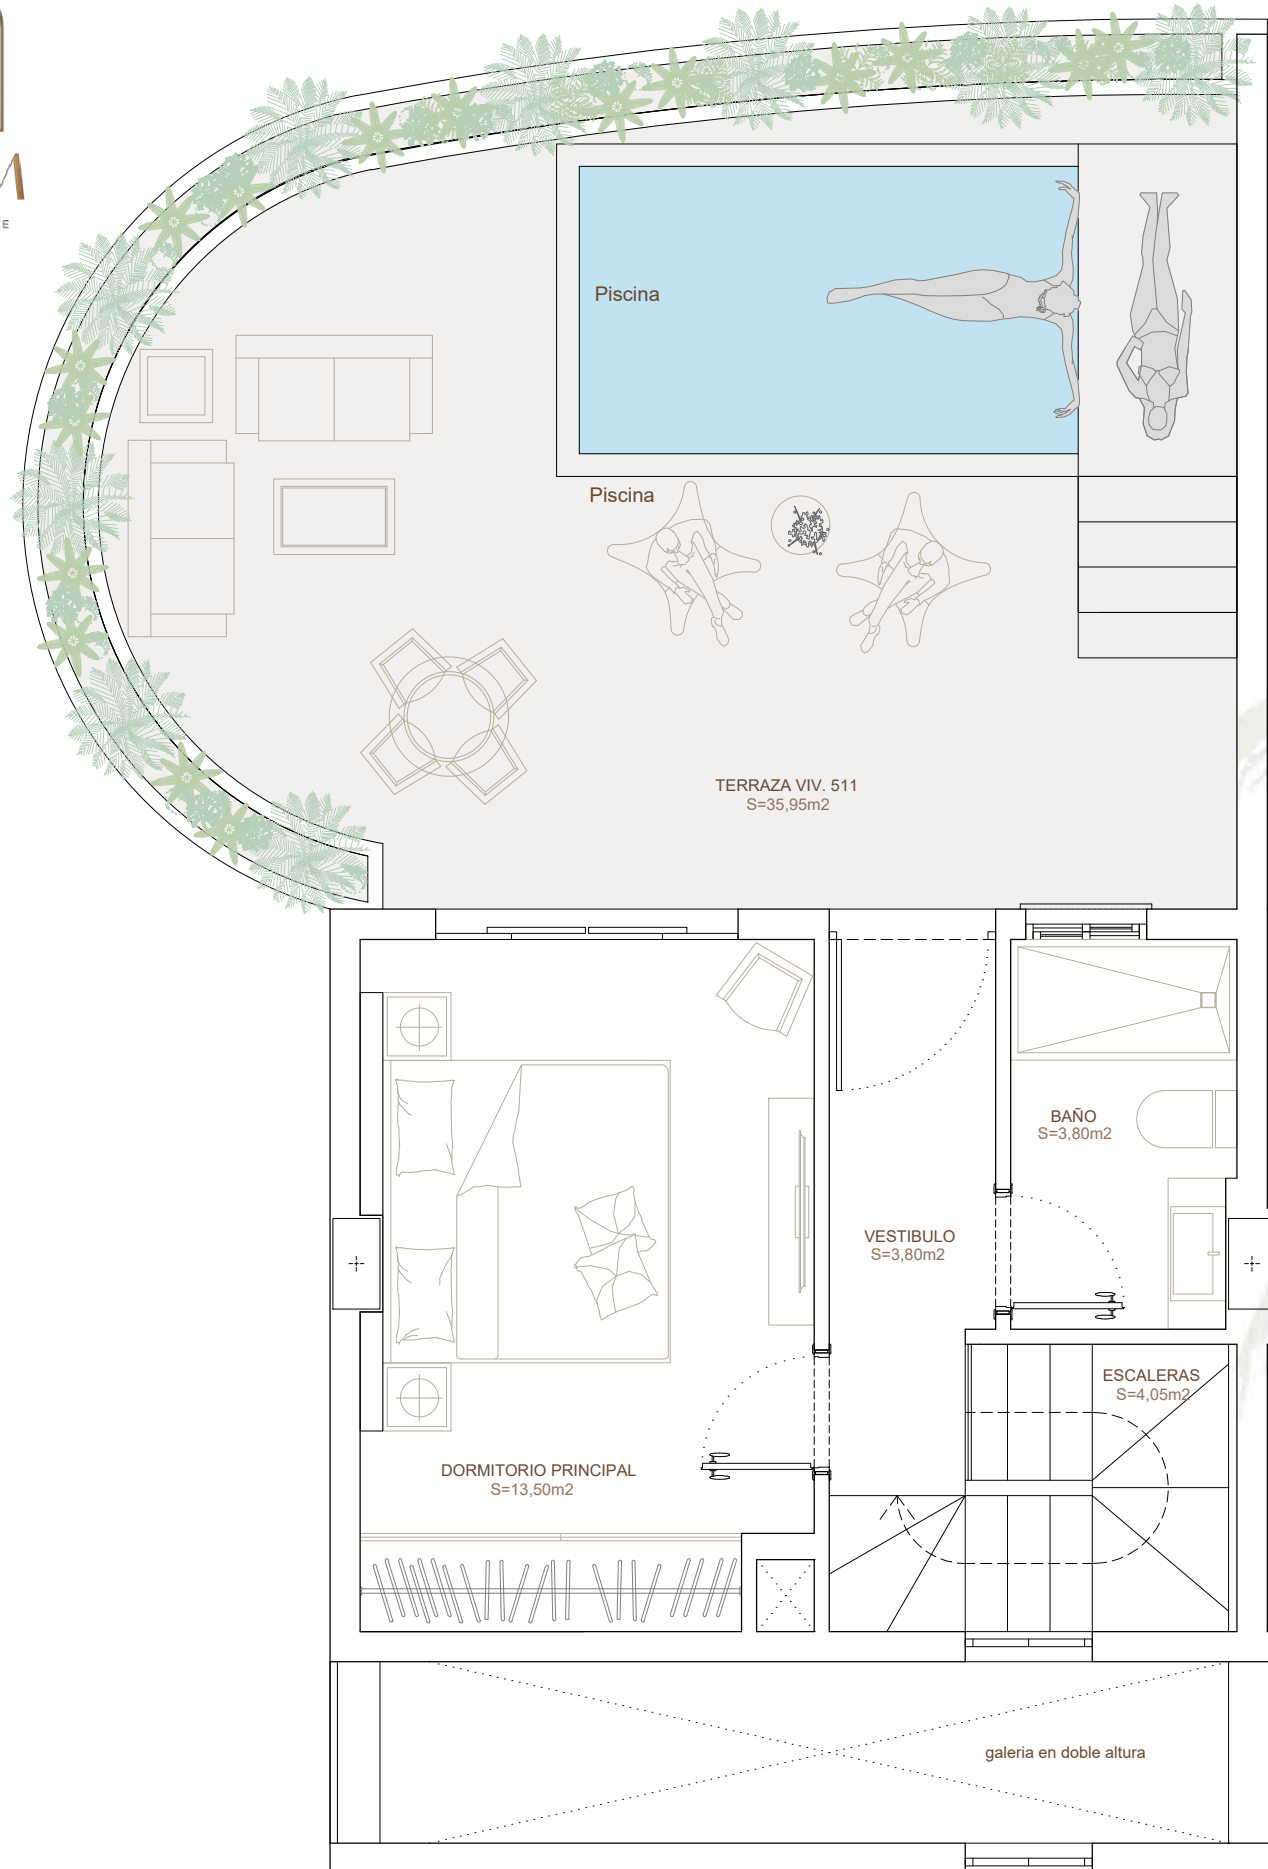 Piscina
Piscina
TERRAZA VIV. 511
S=35,95m2
BAÑO
S=3,80m2
VESTIBULO
S=3,80m2
ESCALERAS
S=4,05m2
DORMITORIO PRINCIPAL
S=13,50m2
galeria en doble altura